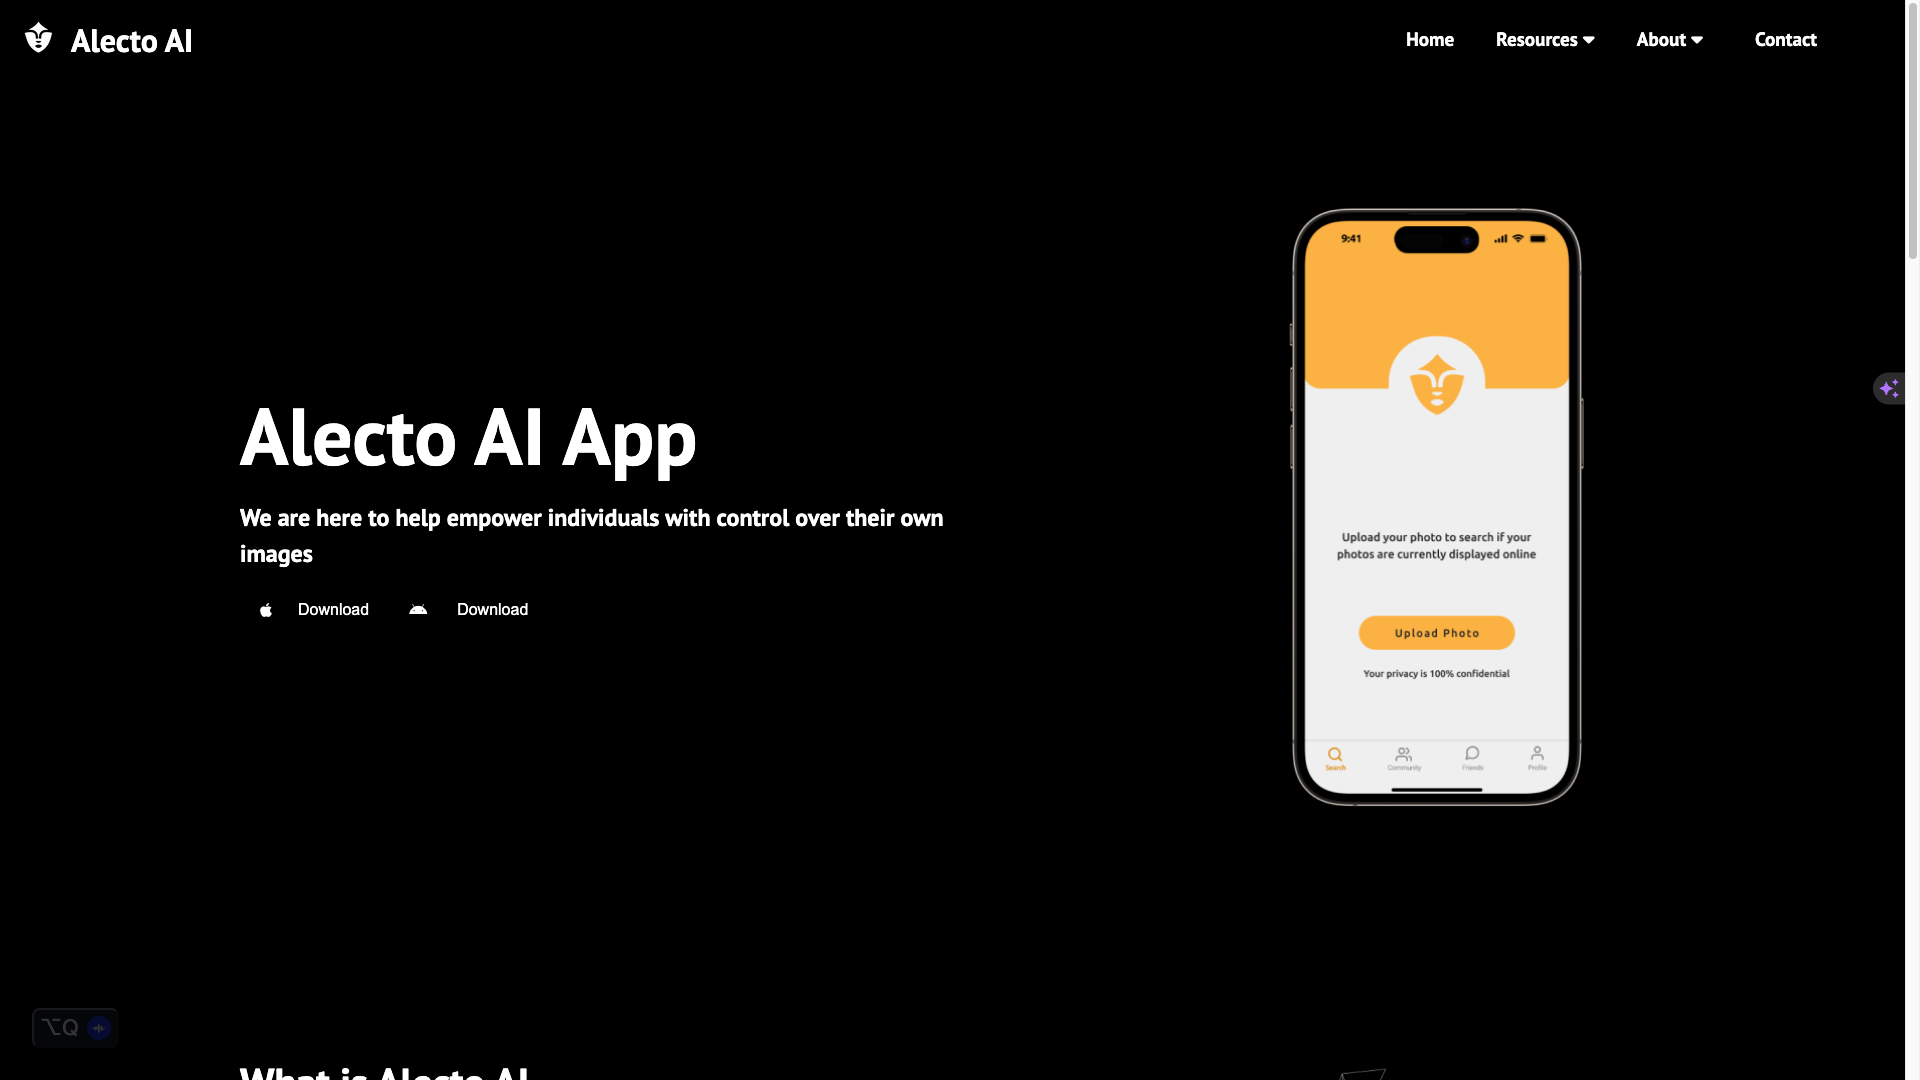 Alecto AI
Home
Resources
About
Contact
9:41
Alecto AI App
We are here to help empower individuals with control over their own
images
Download
Download
Upload your photo to search if your
photos are currently displayed online
Upload Photo
Your privacy is 100% confidential
Search
Community
Friends
Profile
⌥Q
What is Alecto AI